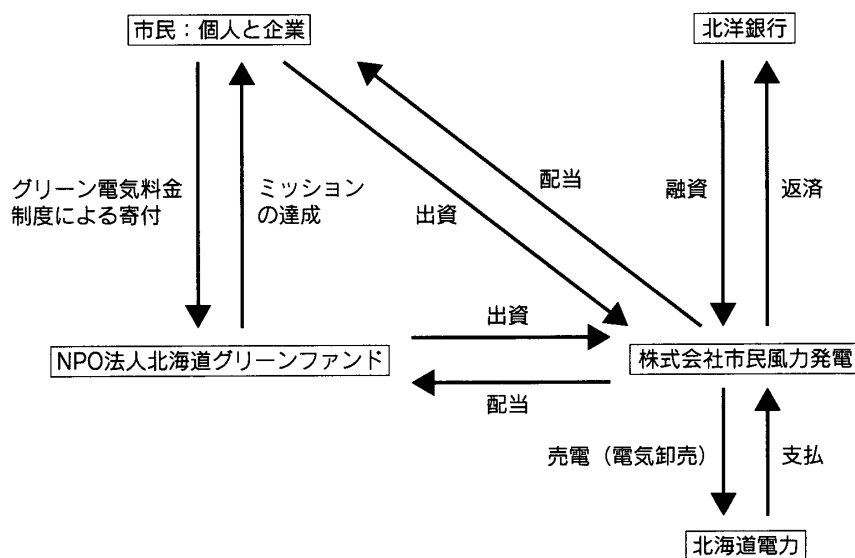 市民：個人と企業
北洋銀行
グリーン電気料金
制度による寄付
ミッション
の達成
出資
配当
融資
返済
出資
NPO法人北海道グリーンファンド
株式会社市民風力発電
配当
売電（電気卸売）
支払
北海道電力